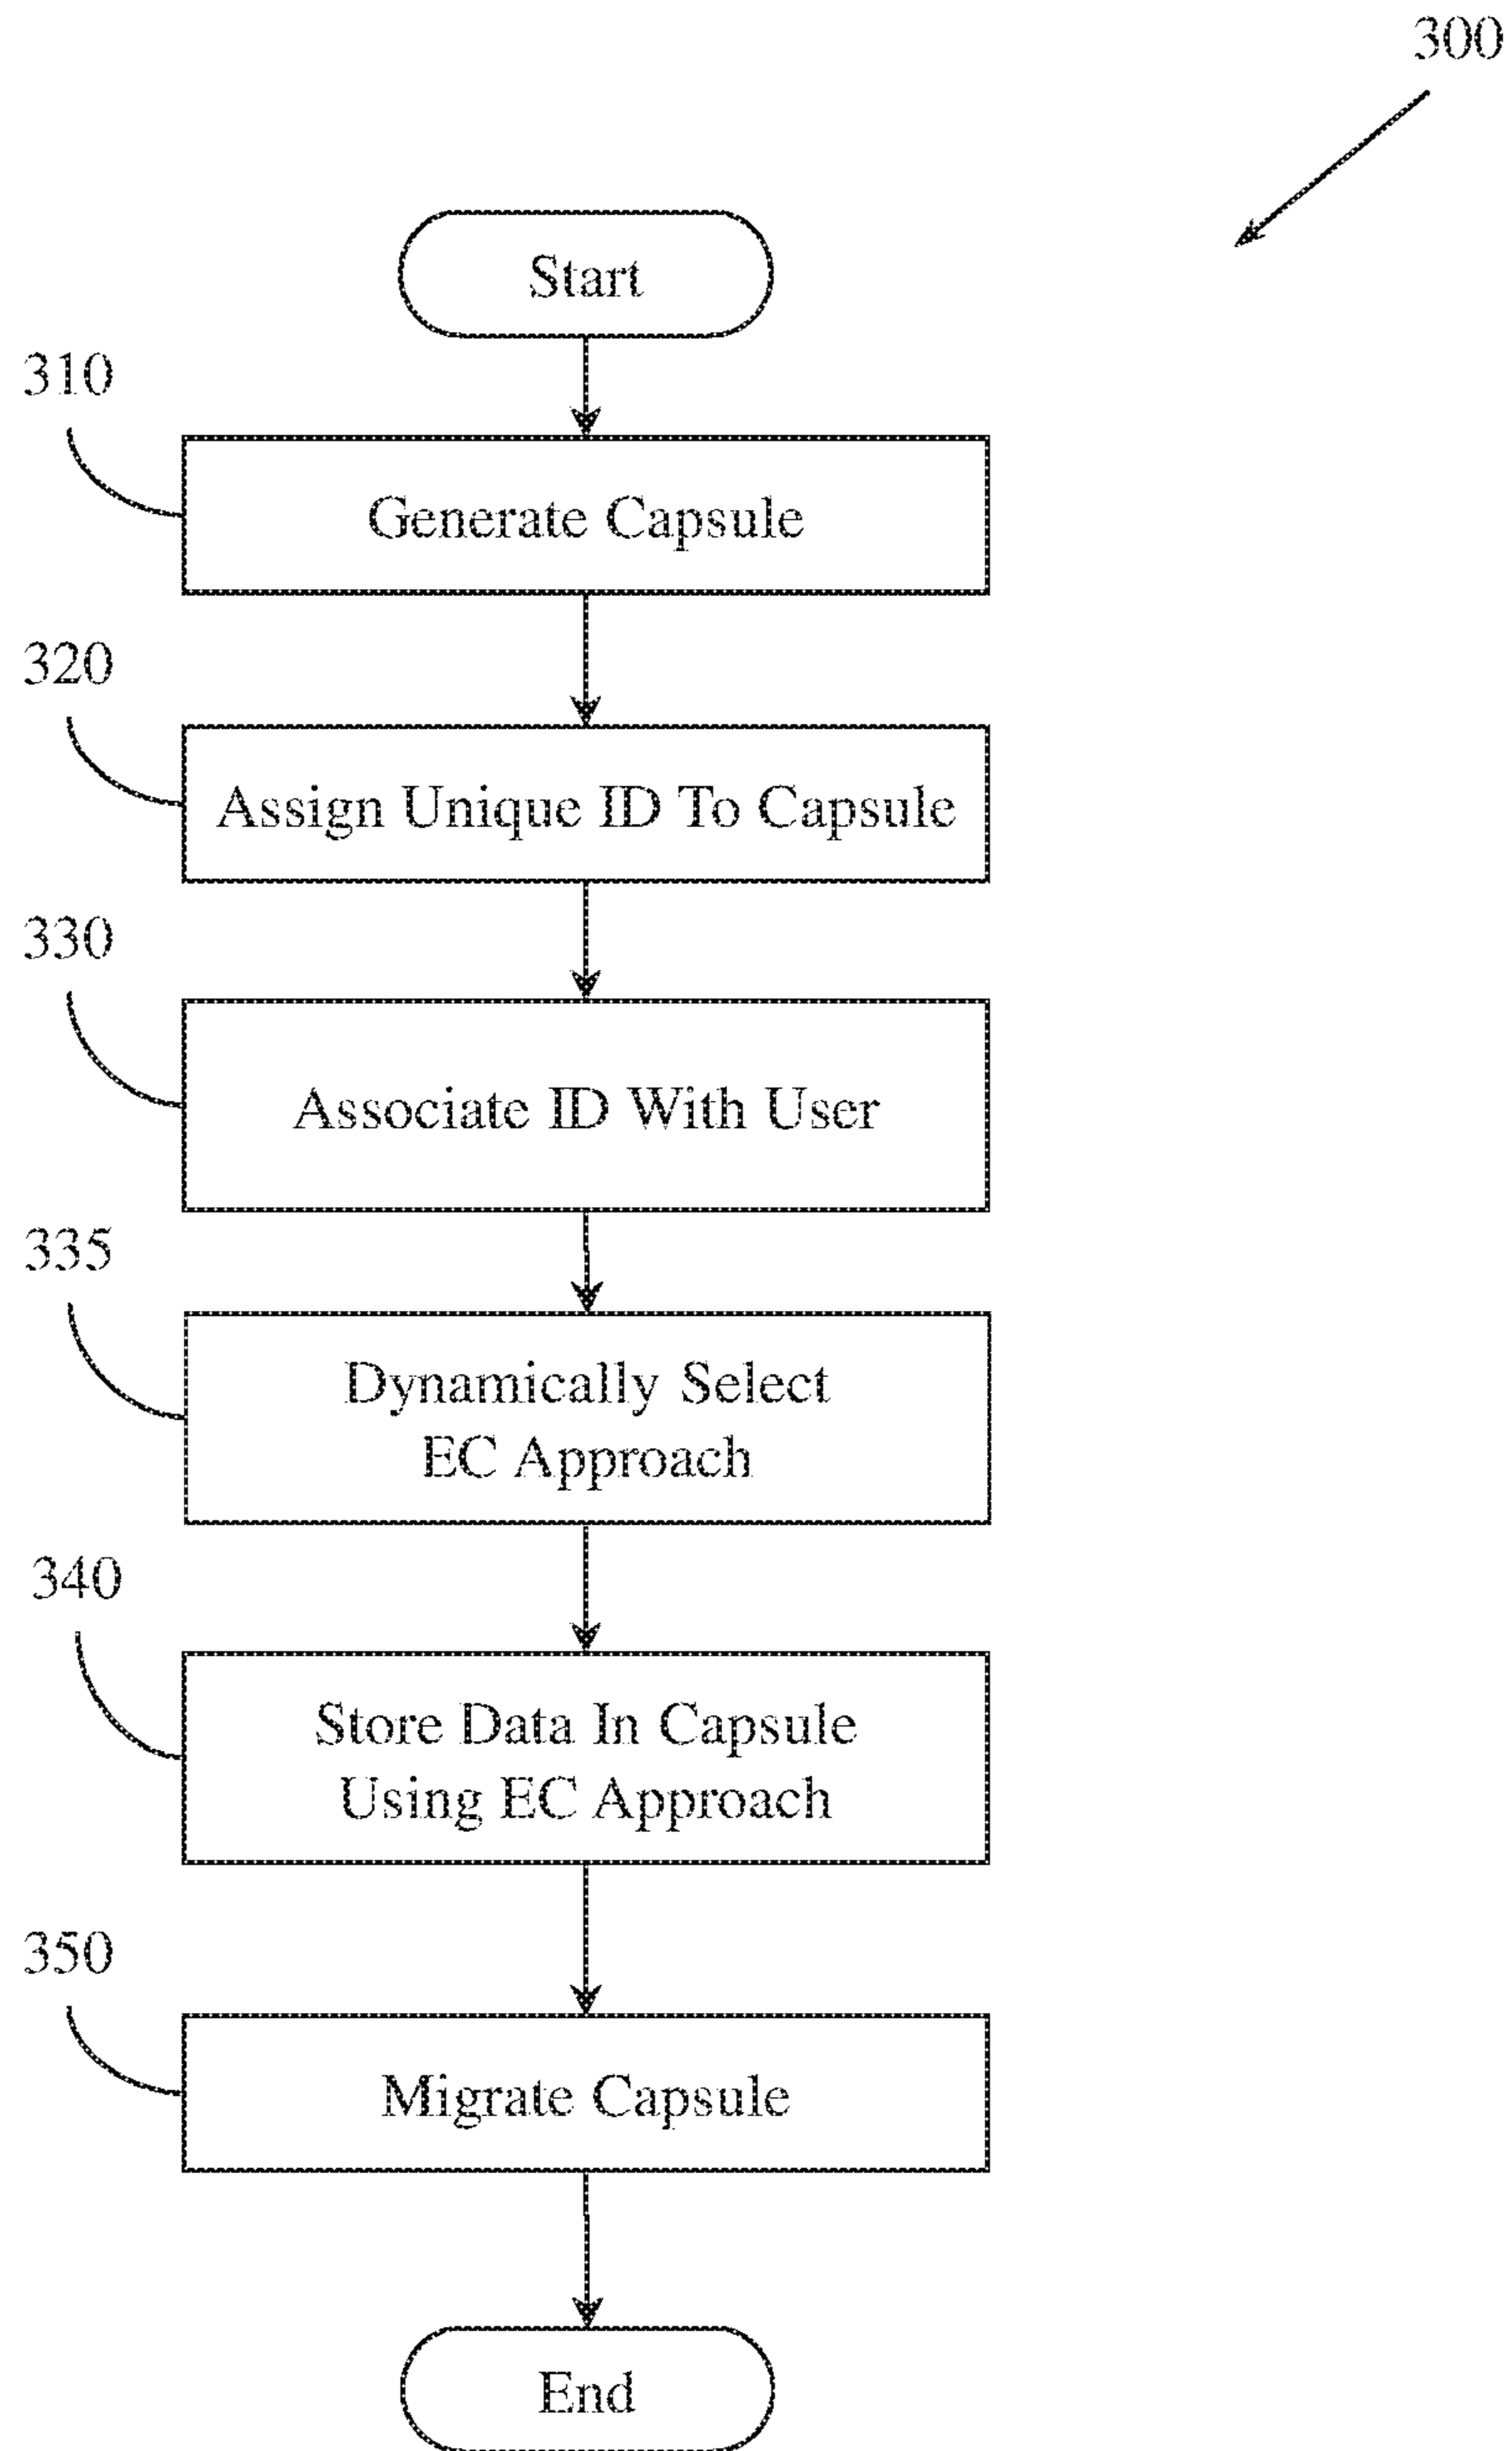 300
Start
310
Generate Capsule
320
Assign Unique ID To Capsule
330
Associate ID With User
335
Dynamically Select
EC Approach
340
Store Data In Capsule
Using EC Approach
350
Migrate Capsule
End